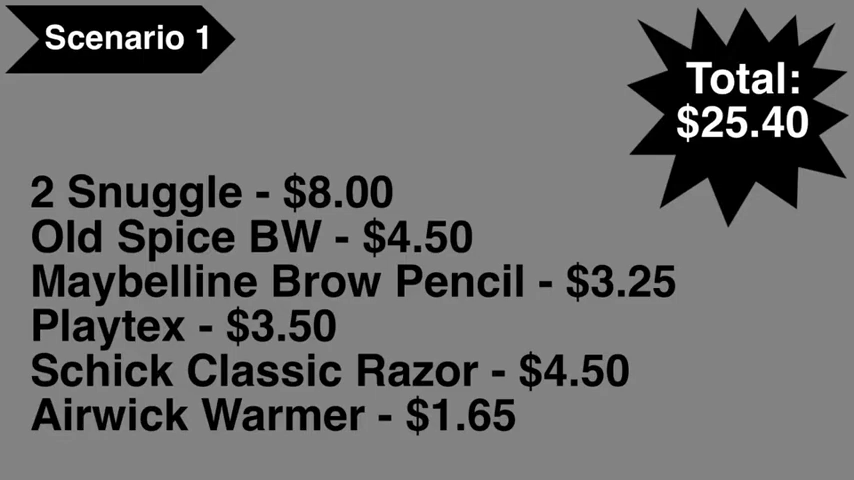 Scenario 1
Total:
$25.40
2 Snuggle - $8.00
Old Spice BW - $4.50
Maybelline Brow Pencil - $3.25
Playtex - $3.50
Schick Classic Razor - $4.50
Airwick Warmer - $1.65